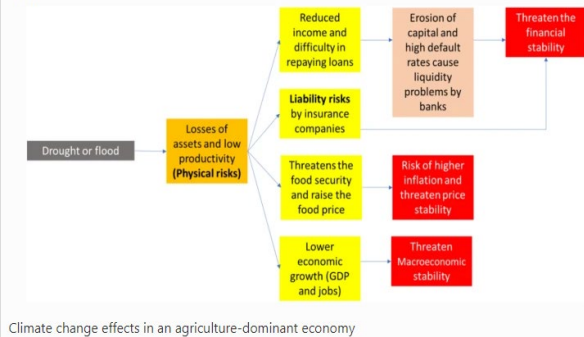 Drought or flood
Losses of
assets and low
productivity
(Physical risks)
Reduced
income and
difficulty in
repaying loans
Erosion of
capital and
high default
rates cause
liquidity
problems by
banks
Threaten the
financial
stability
Liability risks
by insurance
companies
Threatens the
food security
and raise the
food price
Risk of higher
inflation and
threaten price
stability
Lower
economic
growth (GDP
and jobs)
Threaten
Macroeconomic
stability
Climate change effects in an agriculture-dominant economy